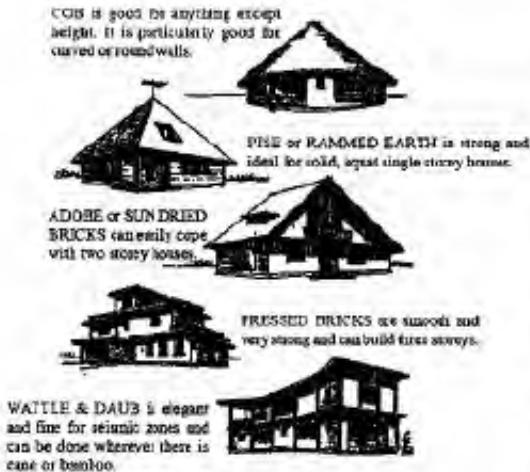 COB is good for anything except
height. It is particularly good for
curved or round walls.
PISE or RAMMED EARTH is strong and
ideal for solid, squat single storey houses.
ADOBE or SUN DRIED
BRICKS can easily cope
with two storey houses.
PRESSED BRICKS are smooth and
very strong and can build three storeys.
WATTLE & DAUB is elegant
and fine for seismic zones and
can be done wherever there is
cane or bamboo.